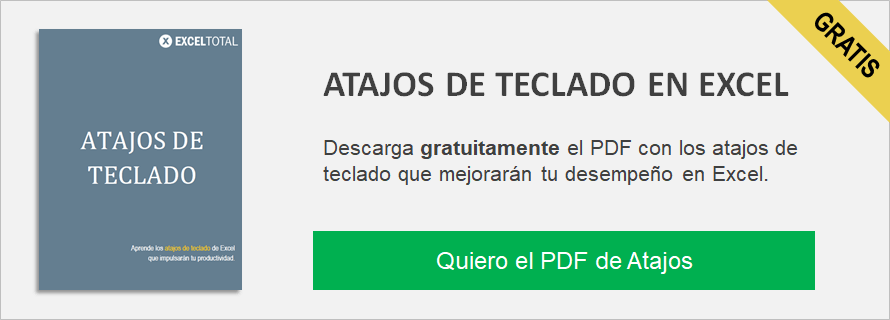 EXCELTOTAL
ATAJOS DE
TECLADO
Aprende los atajos de teclado de Excel
que impulsarán tu productividad.
GRATIS
ATAJOS DE TECLADO EN EXCEL
Descarga gratuitamente el PDF con los atajos de
teclado que mejorarán tu desempeño en Excel.
Quiero el PDF de Atajos